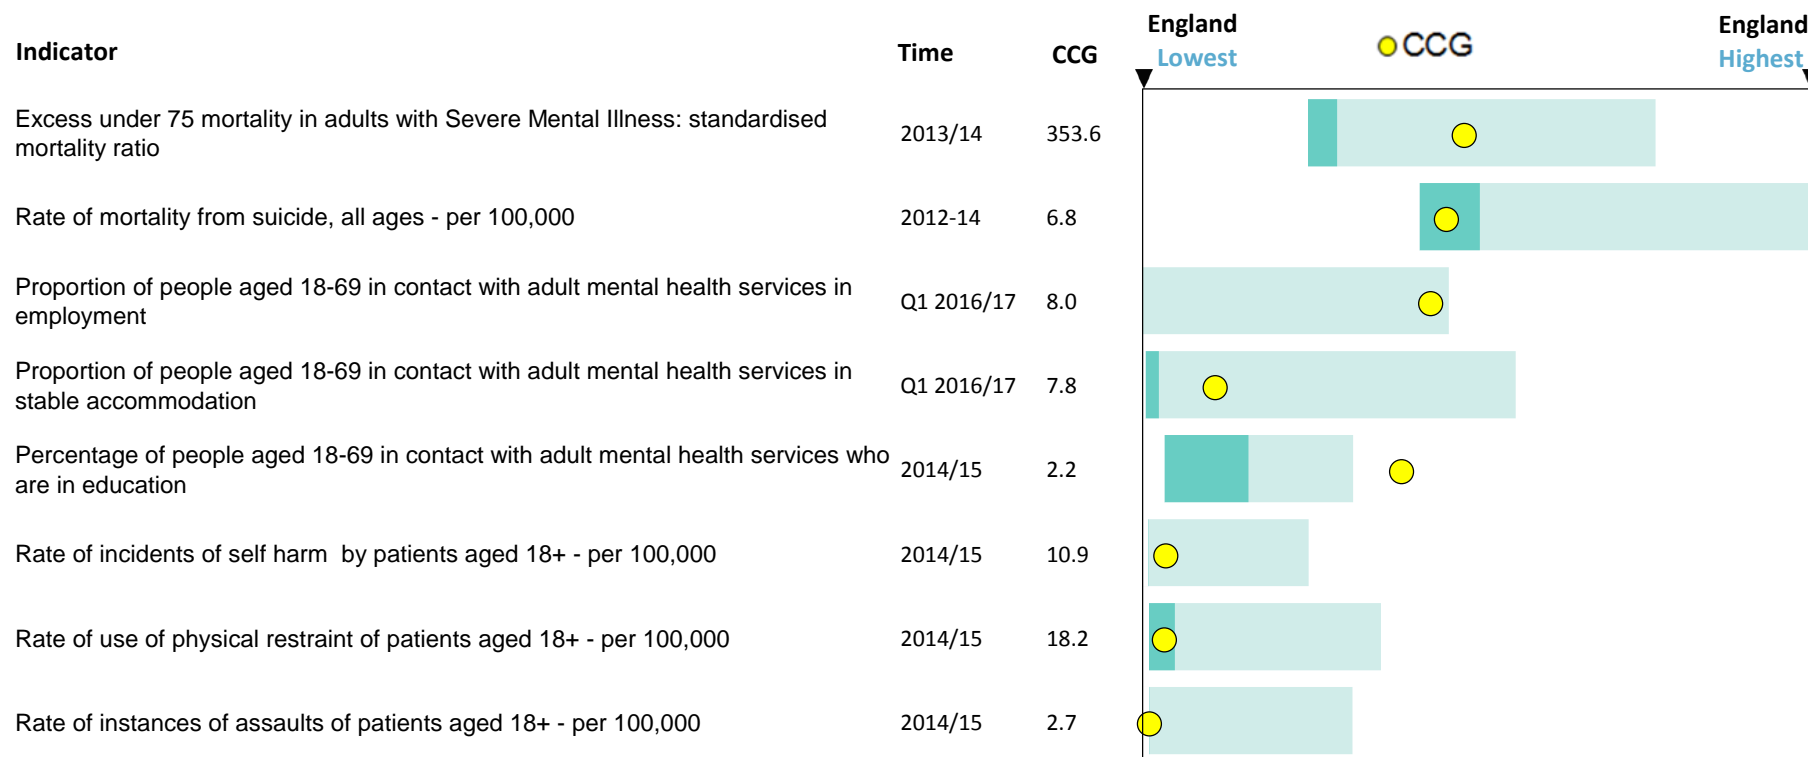 England England
Indicator Time CCG Lowest CCG Highest
Excess under 75 mortality in adults with Severe Mental Illness: standardised
mortality ratio 2013/14 353.6
Rate of mortality from suicide, all ages - per 100,000 2012-14 6.8
Proportion of people aged 18-69 in contact with adult mental health services in
employment Q1 2016/17 8.0
Proportion of people aged 18-69 in contact with adult mental health services in
stable accommodation Q1 2016/17 7.8
Percentage of people aged 18-69 in contact with adult mental health services who
are in education 2014/15 2.2
Rate of incidents of self harm by patients aged 18+ - per 100,000 2014/15 10.9
Rate of use of physical restraint of patients aged 18+ - per 100,000 2014/15 18.2
Rate of instances of assaults of patients aged 18+ - per 100,000 2014/15 2.7